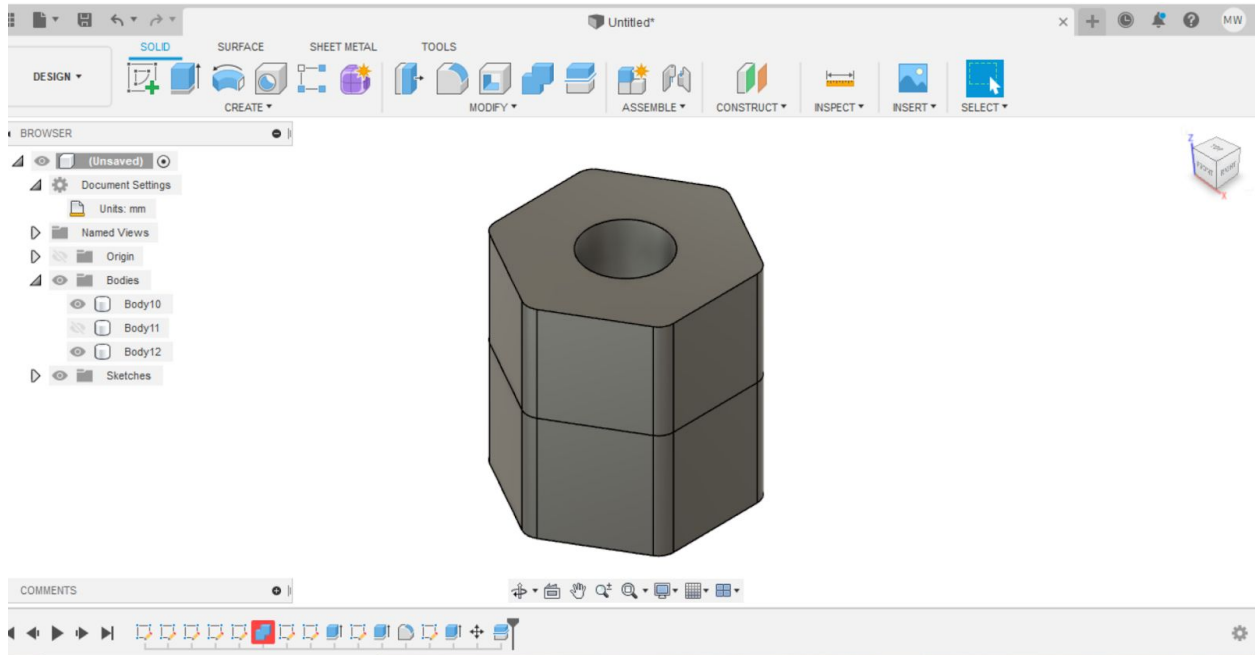 Untitled*
MW
DESIGN
SOLID SURFACE SHEET METAL TOOLS
CREATE MODIFY ASSEMBLE CONSTRUCT INSPECT INSERT SELECT
BROWSER
(Unsaved)
Document Settings
Units: mm
Named Views
Origin
Bodies
Body10
Body11
Body12
Sketches
Z
TOP
X
COMMENTS